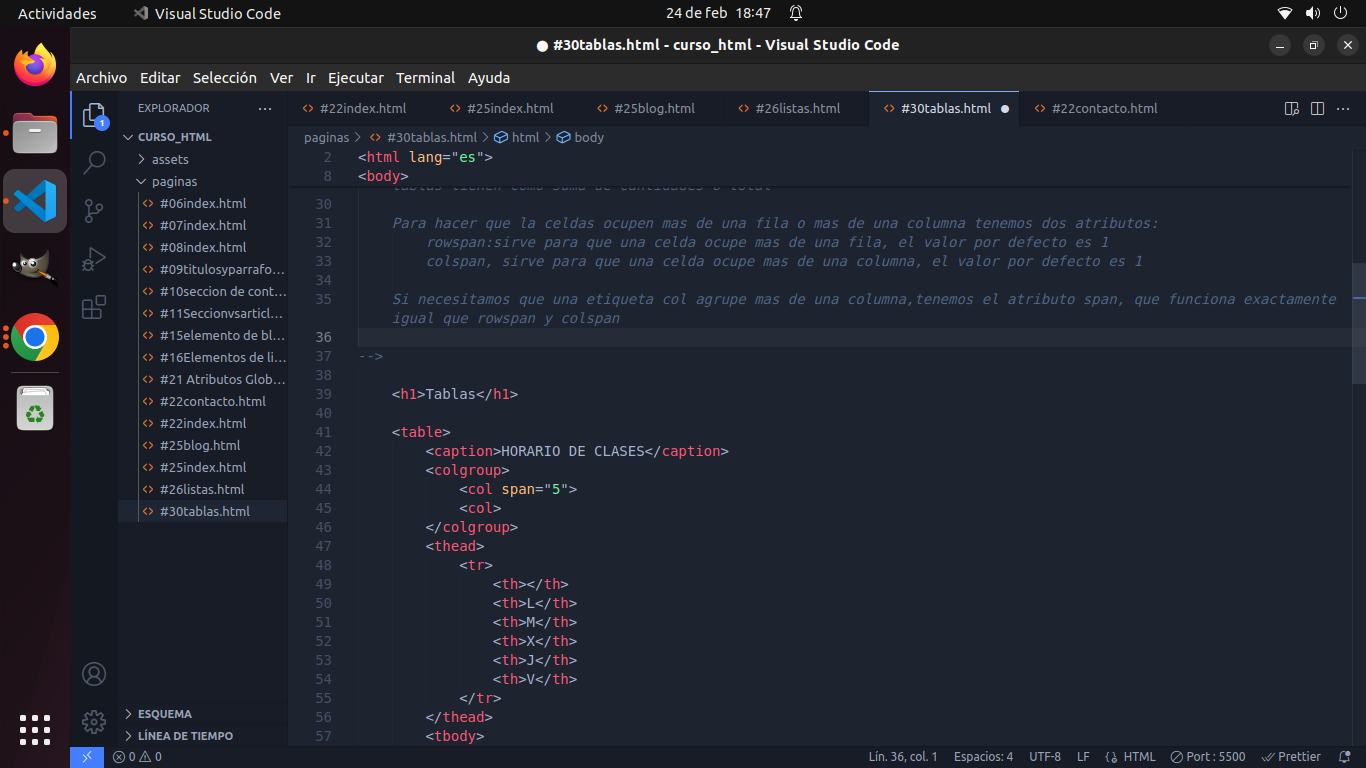 Actividades
Visual Studio Code
24 de feb 18:47
● #30tablas.html - curso_html - Visual Studio Code
Archivo Editar Selección Ver Ir Ejecutar Terminal Ayuda
EXPLORADOR ···
CURSO_HTML
assets
paginas
<> #06index.html
<> #07index.html
<> #08index.html
<> #09titulosyparrafo...
<> #10seccion de cont...
<> #11Seccionvsarticl...
<> #15elemento de bl...
<> #16Elementos de li...
<> #21 Atributos Glob...
<> #22contacto.html
<> #22index.html
<> #25blog.html
<> #25index.html
<> #26listas.html
<> #30tablas.html
ESQUEMA
LÍNEA DE TIEMPO
1
<> #22index.html <> #25index.html <> #25blog.html <> #26listas.html <> #30tablas.html ● <> #22contacto.html ···
paginas > <> #30tablas.html > html > body
2 <html lang="es">
8 <body>
tablas tienen como suma de cantidades o total
30
31 Para hacer que la celdas ocupen mas de una fila o mas de una columna tenemos dos atributos:
32 rowspan:sirve para que una celda ocupe mas de una fila, el valor por defecto es 1
33 colspan, sirve para que una celda ocupe mas de una columna, el valor por defecto es 1
34
35 Si necesitamos que una etiqueta col agrupe mas de una columna,tenemos el atributo span, que funciona exactamente
igual que rowspan y colspan
36
37 -->
38
39 <h1>Tablas</h1>
40
41 <table>
42 <caption>HORARIO DE CLASES</caption>
43 <colgroup>
44 <col span="5">
45 <col>
46 </colgroup>
47 <thead>
48 <tr>
49 <th></th>
50 <th>L</th>
51 <th>M</th>
52 <th>X</th>
53 <th>J</th>
54 <th>V</th>
55 </tr>
56 </thead>
57 <tbody>
0 0 Lín. 36, col. 1 Espacios: 4 UTF-8 LF HTML Port : 5500 Prettier